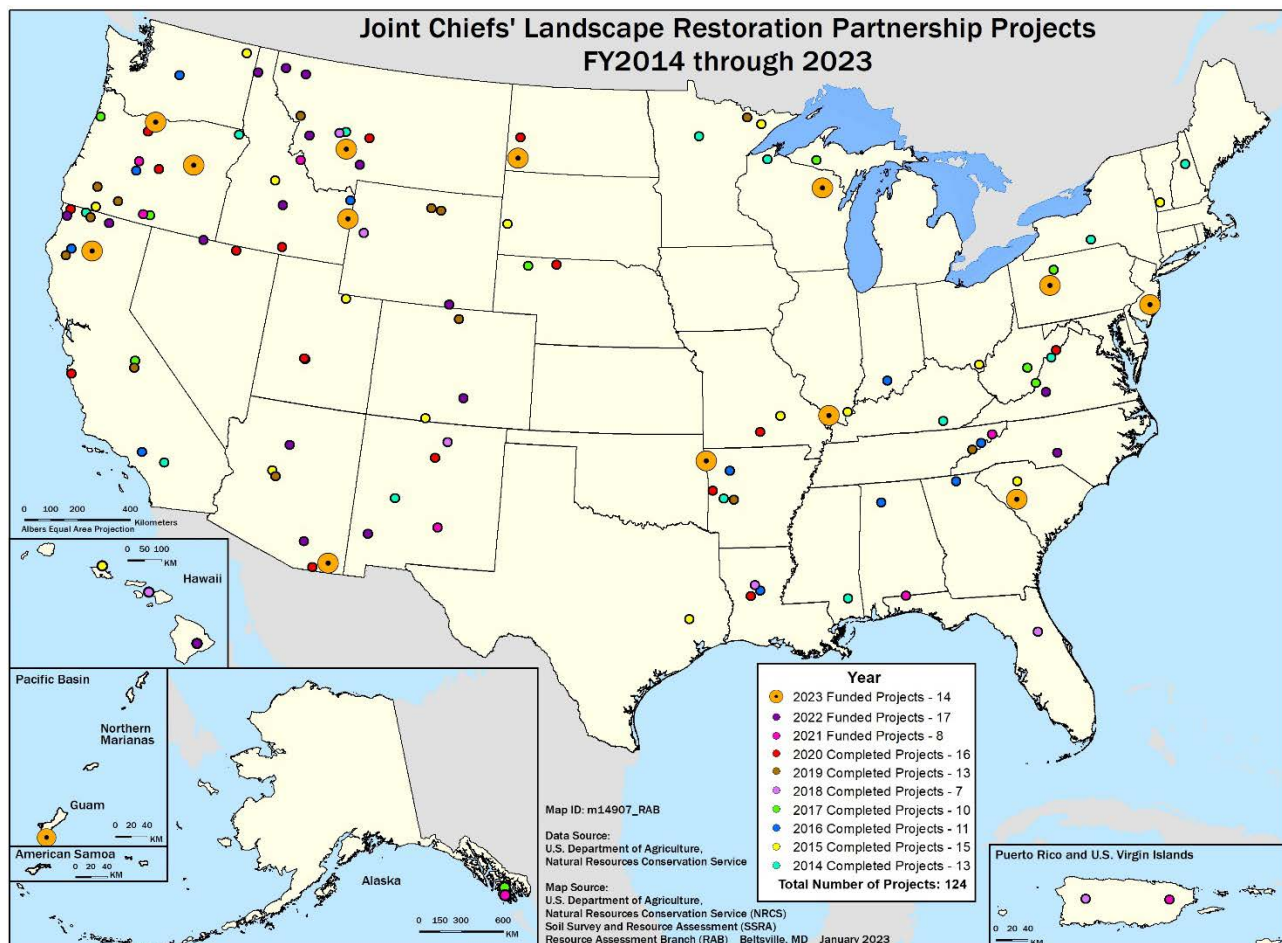 Joint Chiefs' Landscape Restoration Partnership Projects
FY2014 through 2023
0 100 200 400
Kilometers
Albers Equal Area Projection
0 50 100
KM
Hawaii
Pacific Basin
Northern
Marianas
Guam
0 20 40
KM
American Samoa
0 20 40
KM
Alaska
0 150 300 600
KM
Map ID: m14907_RAB
Data Source:
U.S. Department of Agriculture,
Natural Resources Conservation Service
Map Source:
U.S. Department of Agriculture,
Natural Resources Conservation Service (NRCS)
Soil Survey and Resource Assessment (SSRA)
Resource Assessment Branch (RAB) Beltsville, MD January 2023
Year
2023 Funded Projects - 14
2022 Funded Projects - 17
2021 Funded Projects - 8
2020 Completed Projects - 16
2019 Completed Projects - 13
2018 Completed Projects - 7
2017 Completed Projects - 10
2016 Completed Projects - 11
2015 Completed Projects - 15
2014 Completed Projects - 13
Total Number of Projects: 124
Puerto Rico and U.S. Virgin Islands
0 20 40
KM